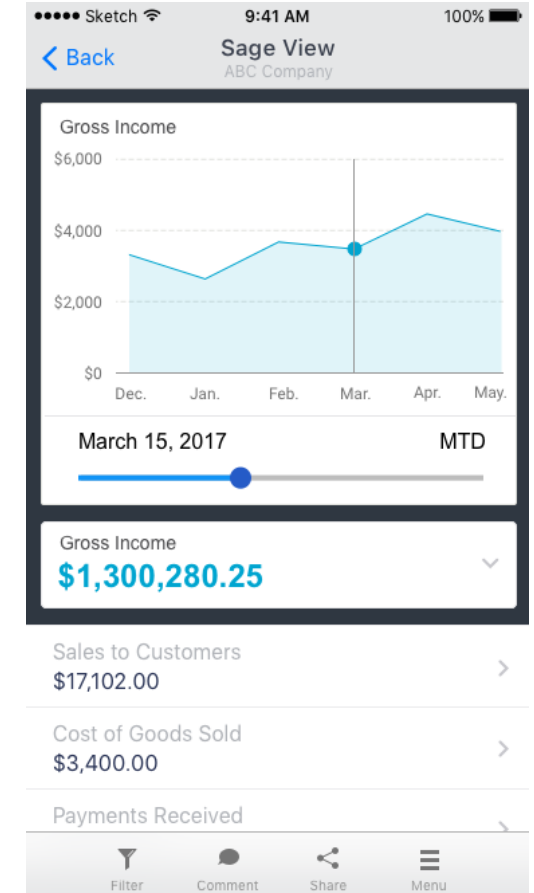 Sketch 9:41 AM 100%
Back Sage View
ABC Company
Gross Income
$6,000
$4,000
$2,000
$0
Dec. Jan. Feb. Mar. Apr. May.
March 15, 2017 MTD
Gross Income
$1,300,280.25
Sales to Customers
$17,102.00
Cost of Goods Sold
$3,400.00
Payments Received
Filter Comment Share Menu